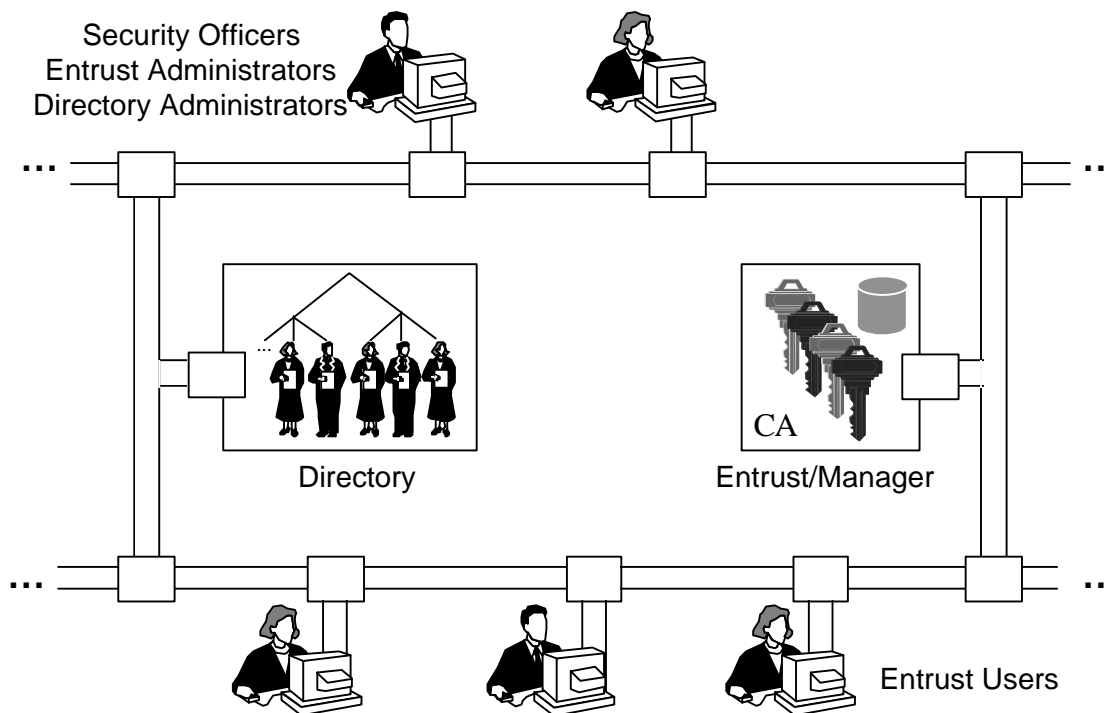 Security Officers
Entrust Administrators
Directory Administrators
... ..
...
CA
Directory
Entrust/Manager
... ..
Entrust Users